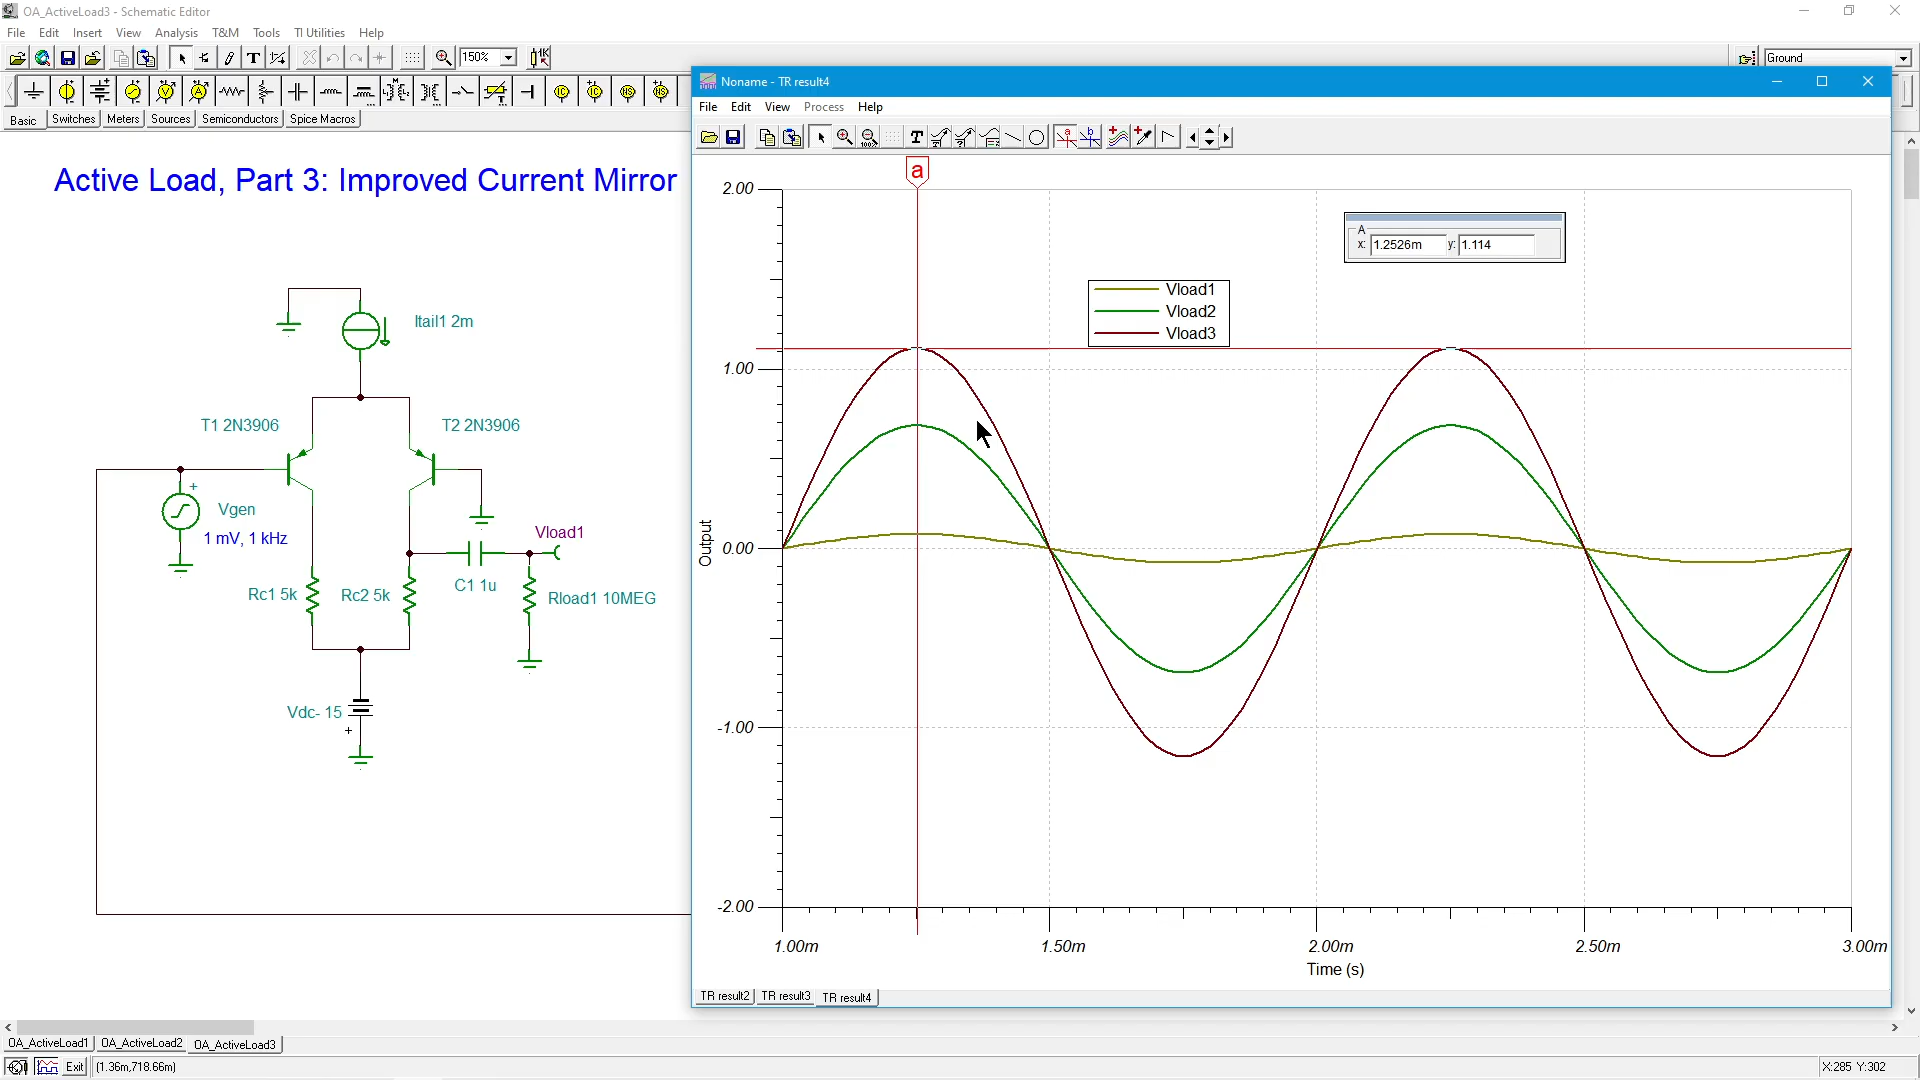 OA_ActiveLoad3 - Schematic Editor
File Edit Insert View Analysis T&M Tools TI Utilities Help
150%
Ground
Basic Switches Meters Sources Semiconductors Spice Macros
Active Load, Part 3: Improved Current Mirror
Itail1 2m
T1 2N3906
T2 2N3906
+
Vgen
1 mV, 1 kHz
Vload1
Rc1 5k
Rc2 5k
C1 1u
Rload1 10MEG
Vdc- 15
+
Noname - TR result4
File Edit View Process Help
a
A
x: 1.2526m y: 1.114
Vload1
Vload2
Vload3
Output
2.00
1.00
0.00
-1.00
-2.00
1.00m 1.50m 2.00m 2.50m 3.00m
Time (s)
TR result2 TR result3 TR result4
OA_ActiveLoad1 OA_ActiveLoad2 OA_ActiveLoad3
Exit (1.36m,718.66m)
X:285 Y:302